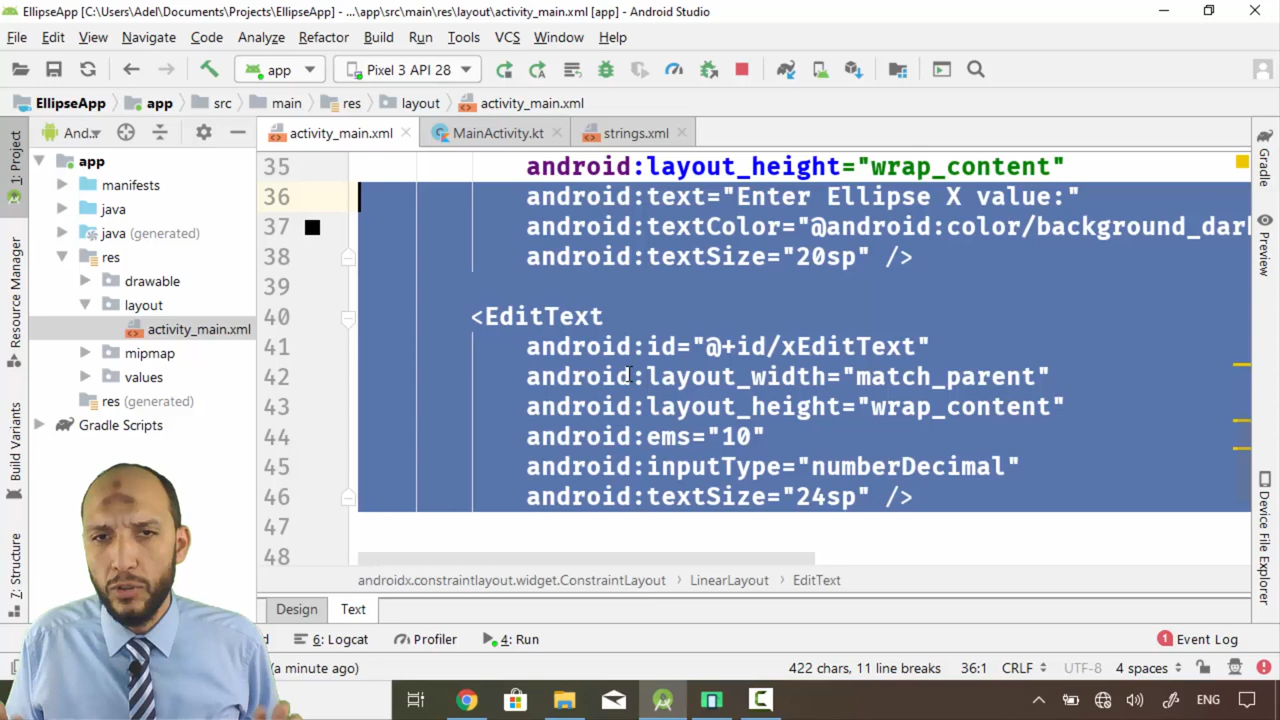 EllipseApp [C:\Users\Adel\Documents\Projects\EllipseApp] - ...\app\src\main\res\layout\activity_main.xml [app] - Android Studio
File Edit View Navigate Code Analyze Refactor Build Run Tools VCS Window Help
app Pixel 3 API 28
EllipseApp app src main res layout activity_main.xml
1: Project
Resource Manager
Build Variants
Z: Structure
And..
app
manifests
java
java (generated)
res
drawable
layout
activity_main.xml
mipmap
values
res (generated)
Gradle Scripts
activity_main.xml MainActivity.kt strings.xml
35 android:layout_height="wrap_content"
36 android:text="Enter Ellipse X value:"
37 android:textColor="@android:color/background_dar
38 android:textSize="20sp" />
39
40 <EditText
41 android:id="@+id/xEditText"
42 android:layout_width="match_parent"
43 android:layout_height="wrap_content"
44 android:ems="10"
45 android:inputType="numberDecimal"
46 android:textSize="24sp" />
47
48
androidx.constraintlayout.widget.ConstraintLayout › LinearLayout › EditText
Design Text
Gradle
Preview
Device File Explorer
6: Logcat Profiler 4: Run 1 Event Log
(a minute ago) 422 chars, 11 line breaks 36:1 CRLF UTF-8 4 spaces
ENG